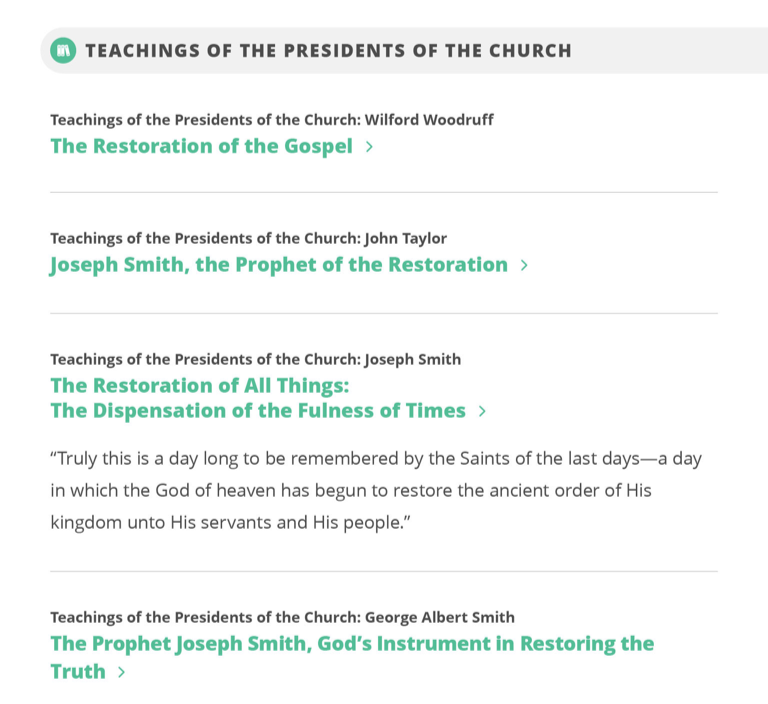 TEACHINGS OF THE PRESIDENTS OF THE CHURCH
Teachings of the Presidents of the Church: Wilford Woodruff
The Restoration of the Gospel
Teachings of the Presidents of the Church: John Taylor
Joseph Smith, the Prophet of the Restoration
Teachings of the Presidents of the Church: Joseph Smith
The Restoration of All Things:
The Dispensation of the Fulness of Times
“Truly this is a day long to be remembered by the Saints of the last days—a day
in which the God of heaven has begun to restore the ancient order of His
kingdom unto His servants and His people.”
Teachings of the Presidents of the Church: George Albert Smith
The Prophet Joseph Smith, God’s Instrument in Restoring the
Truth